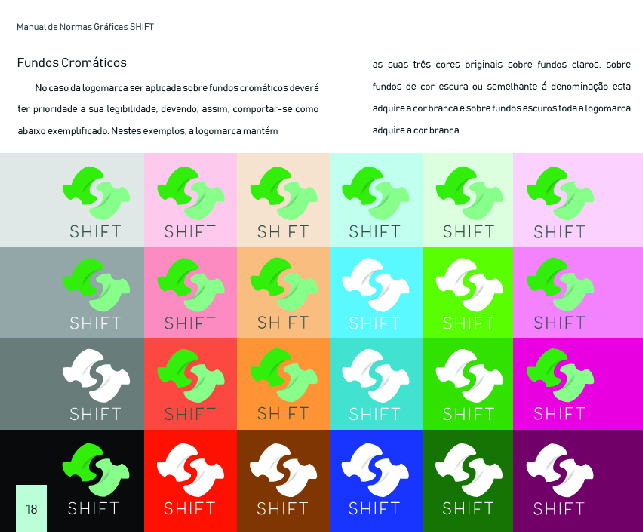 Manual de Normas Gráficas SHIFT
Fundos Cromáticos
No caso da logomarca ser aplicada sobre fundos cromáticos deverá
ter prioridade a sua legibilidade, devendo, assim, comportar-se como
abaixo exemplificado. Nestes exemplos, a logomarca mantém
as suas três cores originais sobre fundos claros, sobre
fundos de cor escura ou semelhante á denominação esta
adquire a cor branca e sobre fundos escuros toda a logomarca
adquire a cor branca
SHIFT SHIFT SHIFT SHIFT SHIFT SHIFT
SHIFT SHIFT SHIFT SHIFT SHIFT SHIFT
SHIFT SHIFT SHIFT SHIFT SHIFT SHIFT
SHIFT SHIFT SHIFT SHIFT SHIFT SHIFT
18